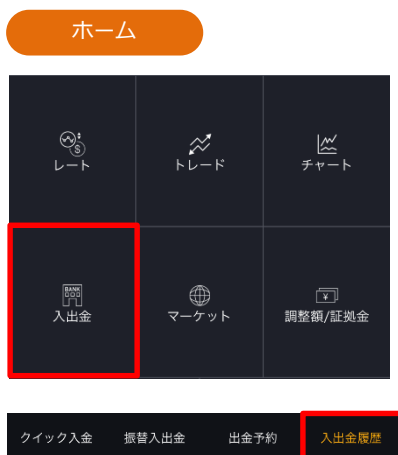 ホーム
レート
トレード
チャート
BANK
入出金
マーケット
調整額/証拠金
クイック入金
振替入出金
出金予約
入出金履歴